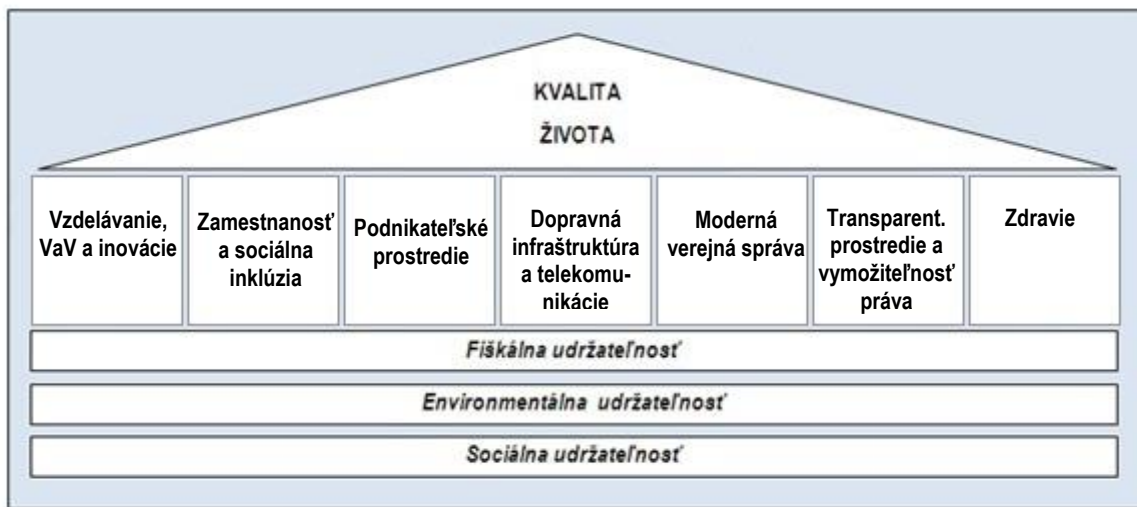 KVALITA
ŽIVOTA
Vzdelávanie,
VaV a inovácie
Zamestnanosť
a sociálna
inklúzia
Podnikateľské
prostredie
Dopravná
infraštruktúra
a telekomu-
nikácie
Moderná
verejná správa
Transparent.
prostredie a
vymožiteľnosť
práva
Zdravie
Fiškálna udržateľnosť
Environmentálna udržateľnosť
Sociálna udržateľnosť